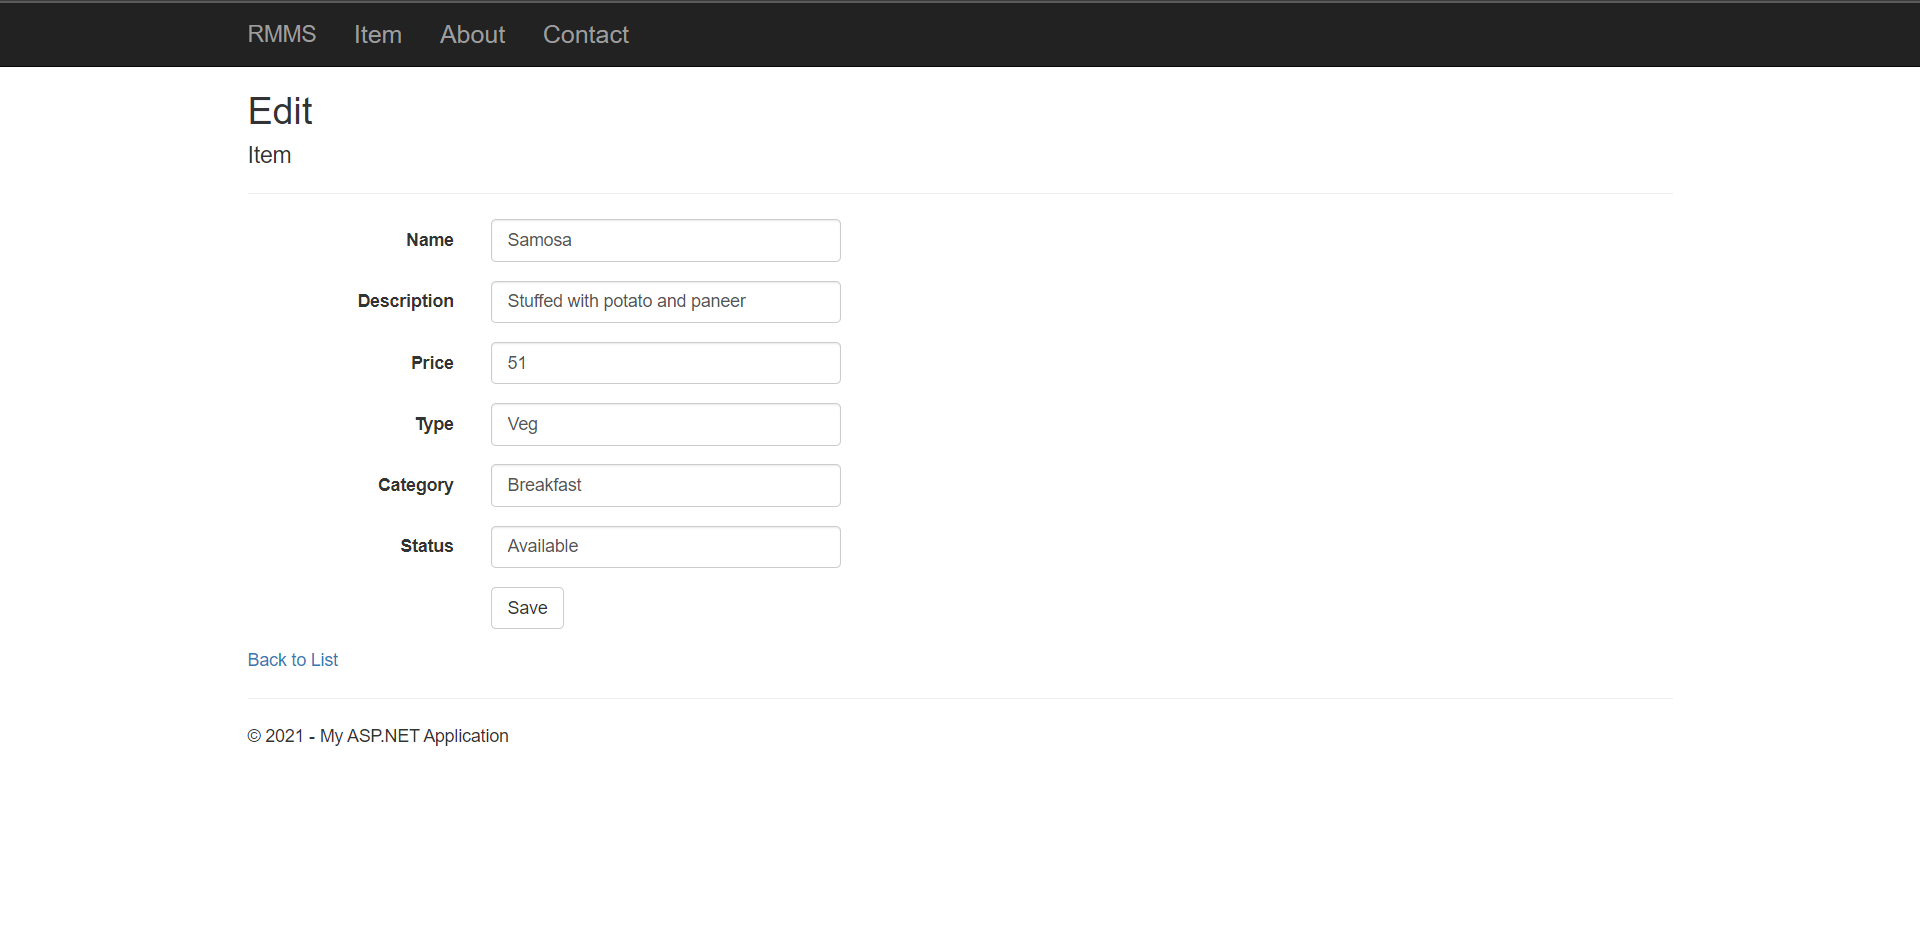 RMMS Item About Contact
Edit
Item
Name Samosa
Description Stuffed with potato and paneer
Price 51
Type Veg
Category Breakfast
Status Available
Save
Back to List
© 2021 - My ASP.NET Application